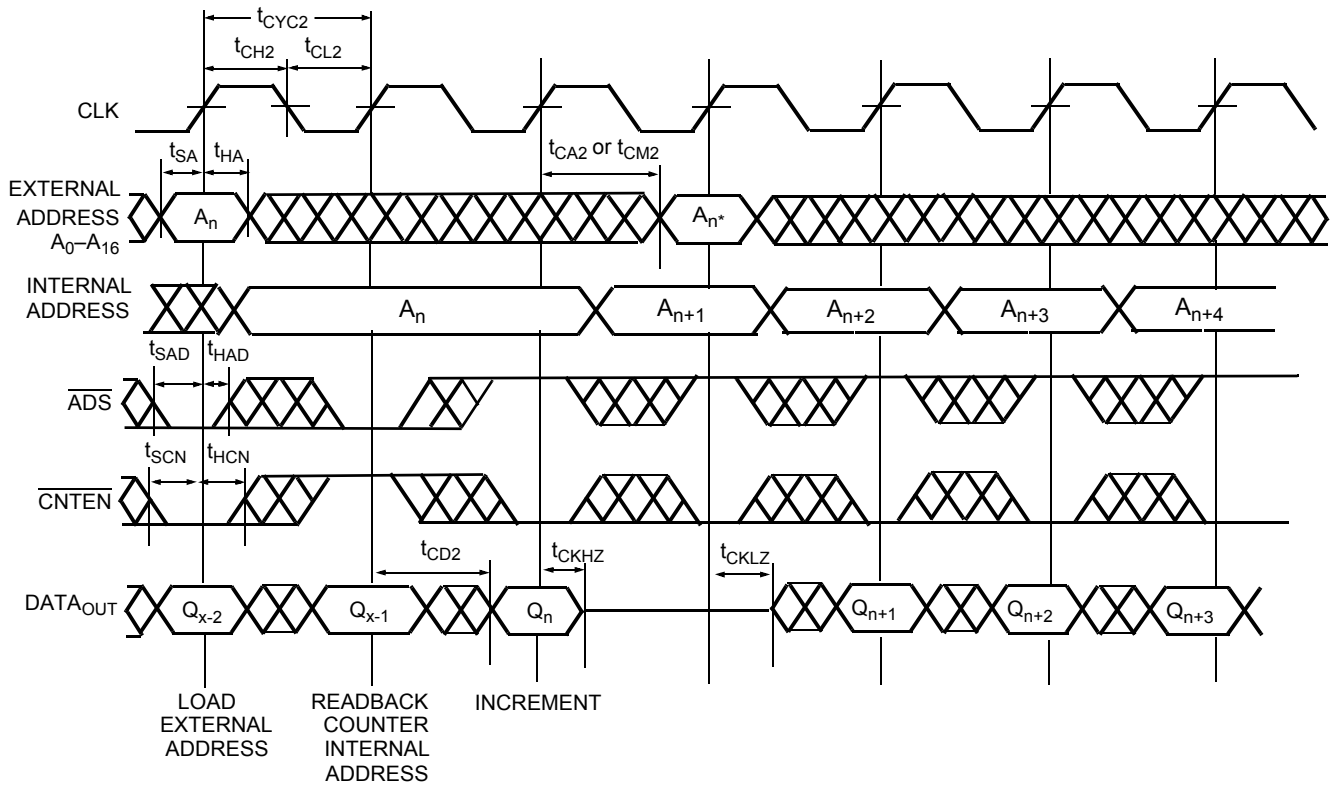 tCYC2
tCH2 tCL2
CLK
tSA tHA tCA2 or tCM2
EXTERNAL
ADDRESS
A0–A16
An An*
INTERNAL
ADDRESS
An An+1 An+2 An+3 An+4
tSAD tHAD
ADS
tSCN tHCN
CNTEN
tCD2 tCKHZ tCKLZ
DATAOUT
Qx-2 Qx-1 Qn Qn+1 Qn+2 Qn+3
LOAD
EXTERNAL
ADDRESS
READBACK
COUNTER
INTERNAL
ADDRESS
INCREMENT